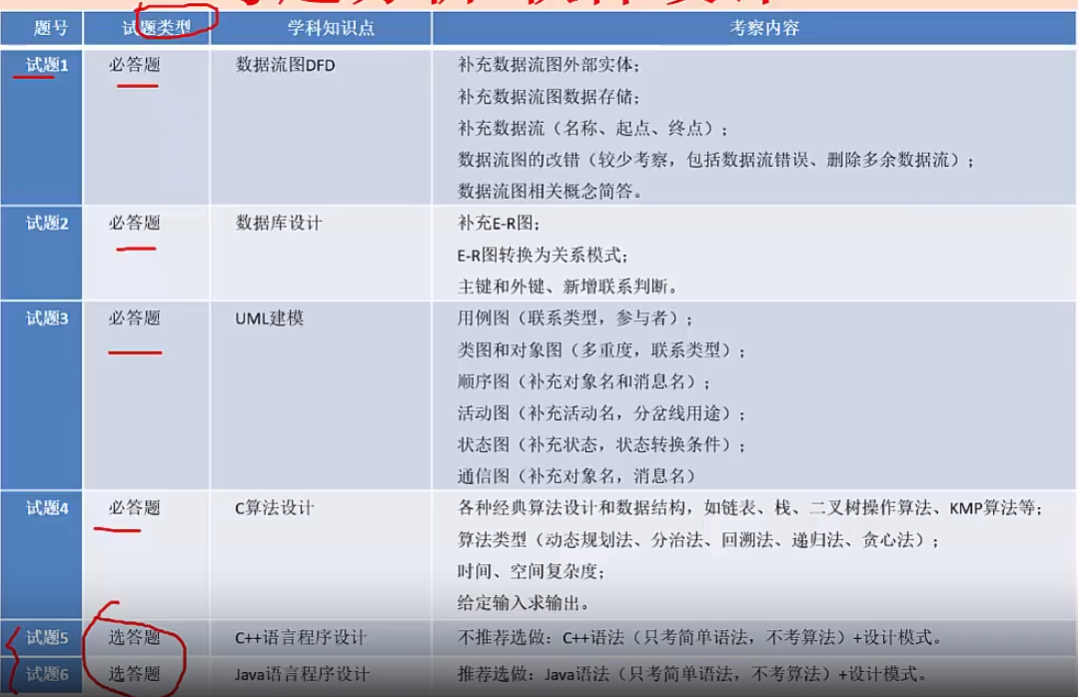 题号 试题类型 学科知识点 考察内容
试题1 必答题 数据流图DFD 补充数据流图外部实体;
补充数据流图数据存储;
补充数据流（名称、起点、终点）;
数据流图的改错（较少考察，包括数据流错误、删除多余数据流）;
数据流图相关概念简答。
试题2 必答题 数据库设计 补充E-R图;
E-R图转换为关系模式;
主键和外键、新增联系判断。
试题3 必答题 UML建模 用例图（联系类型，参与者）;
类图和对象图（多重度，联系类型）;
顺序图（补充对象名和消息名）;
活动图（补充活动名，分岔线用途）;
状态图（补充状态，状态转换条件）;
通信图（补充对象名，消息名）
试题4 必答题 C算法设计 各种经典算法设计和数据结构，如链表、栈、二叉树操作算法、KMP算法等;
算法类型（动态规划法、分治法、回溯法、递归法、贪心法）;
时间、空间复杂度;
给定输入求输出。
试题5 选答题 C++语言程序设计 不推荐选做：C++语法（只考简单语法，不考算法）+设计模式。
试题6 选答题 Java语言程序设计 推荐选做：Java语法（只考简单语法，不考算法）+设计模式。